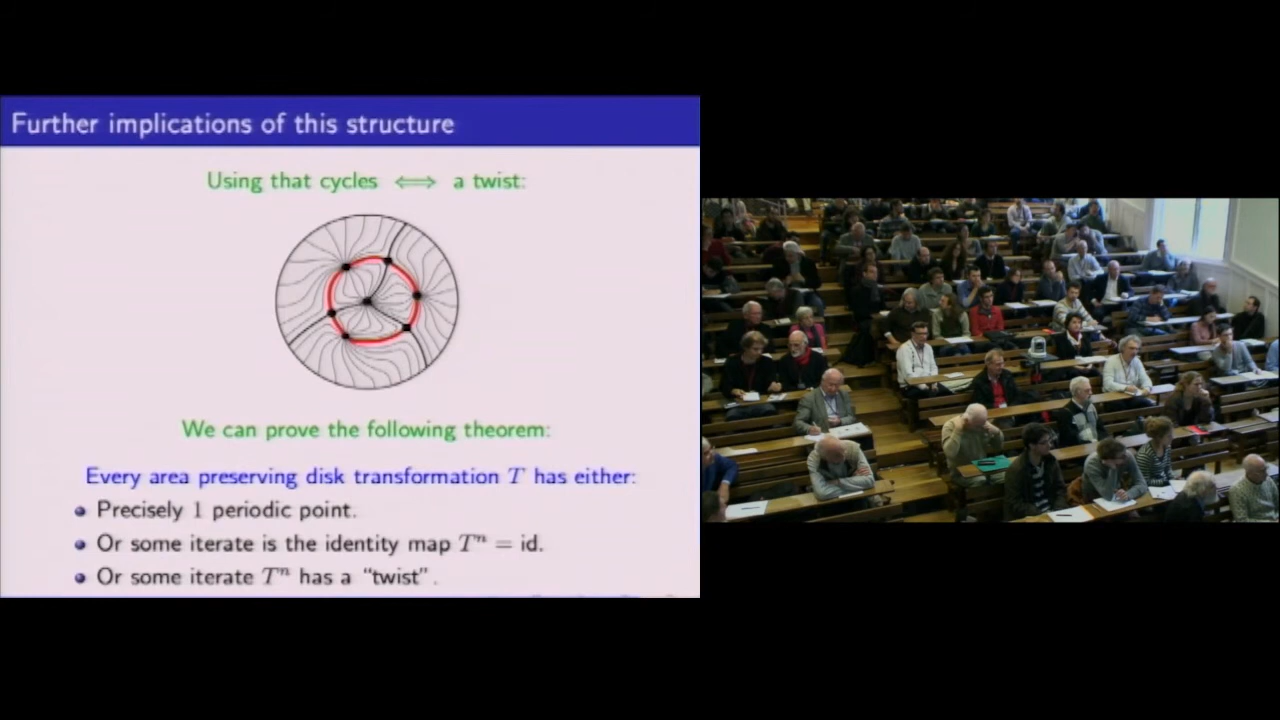 Further implications of this structure
Using that cycles ⟺ a twist:
We can prove the following theorem:
Every area preserving disk transformation T has either:
Precisely 1 periodic point.
Or some iterate is the identity map Tⁿ = id.
Or some iterate Tⁿ has a "twist".